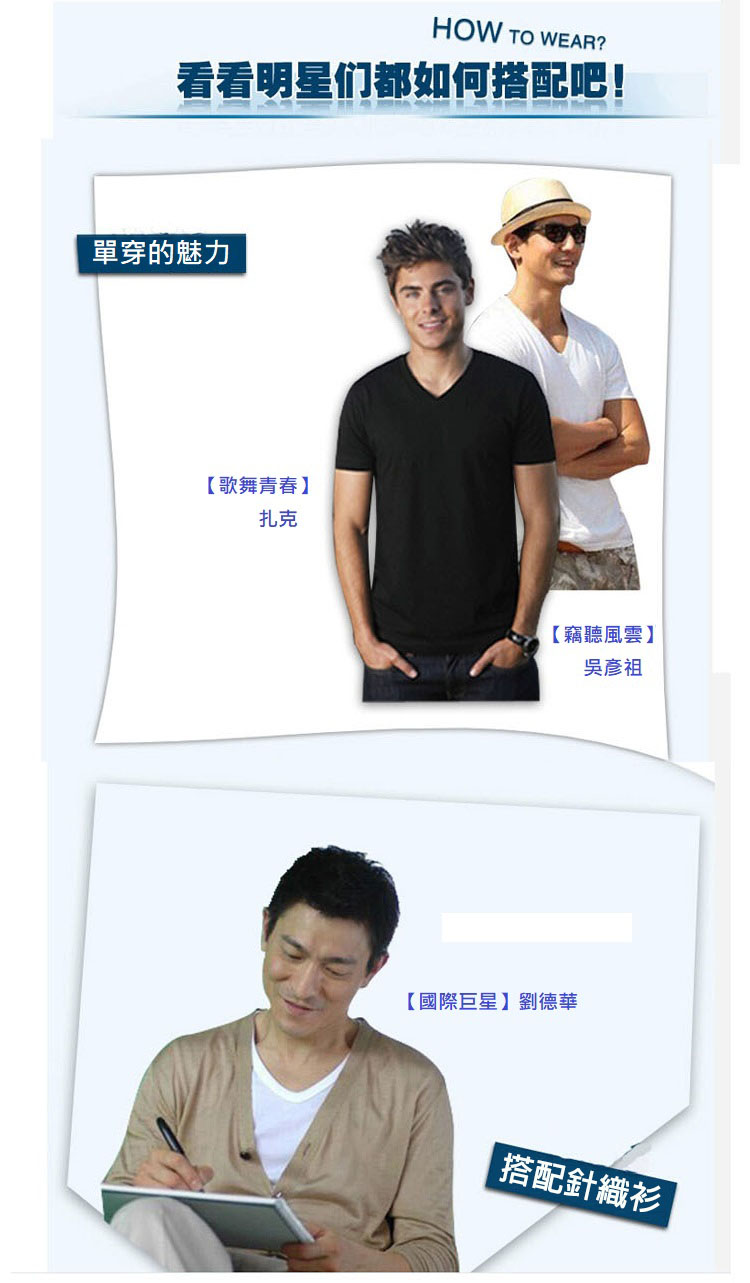 HOW TO WEAR?
看看明星们都如何搭配吧!
單穿的魅力
【歌舞青春】
扎克
【竊聽風雲】
吳彥祖
【國際巨星】劉德華
搭配針織衫